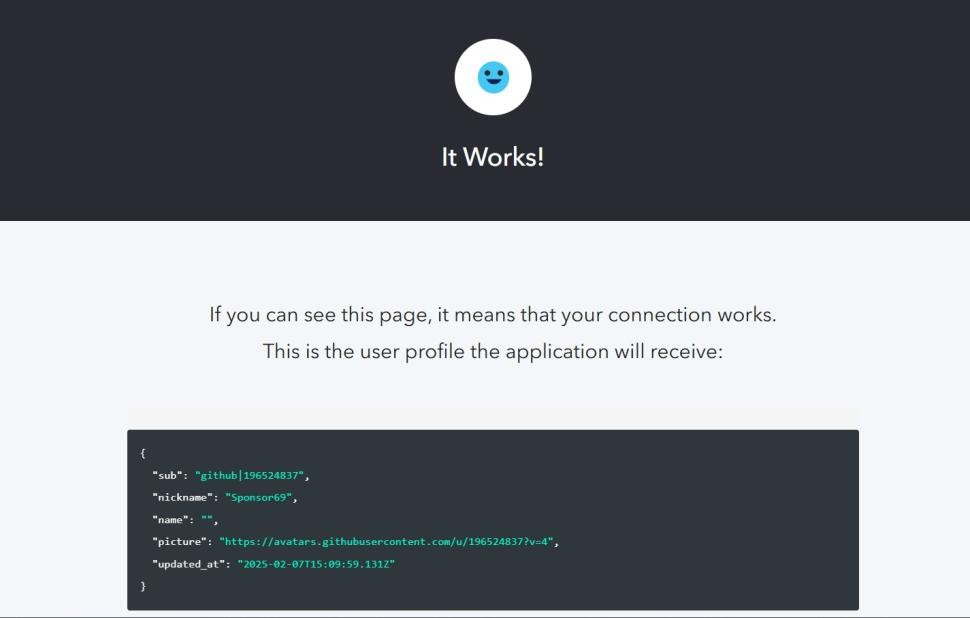 It Works!
If you can see this page, it means that your connection works.
This is the user profile the application will receive:
{
"sub": "github|196524837",
"nickname": "Sponsor69",
"name": "",
"picture": "https://avatars.githubusercontent.com/u/196524837?v=4",
"updated_at": "2025-02-07T15:09:59.131Z"
}